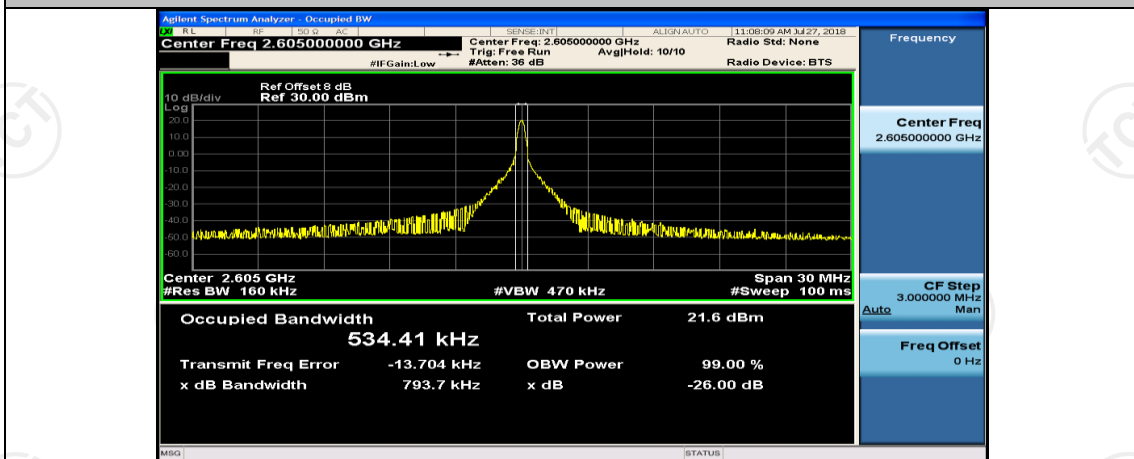 Agilent Spectrum Analyzer - Occupied BW
LXI RL RF 50 Ω AC SENSE:INT ALIGN AUTO 11:08:09 AM Jul 27, 2018
Center Freq 2.605000000 GHz
Center Freq: 2.605000000 GHz Radio Std: None
Trig: Free Run Avg|Hold: 10/10
#IFGain:Low #Atten: 36 dB Radio Device: BTS
Ref Offset 8 dB
10 dB/div Ref 30.00 dBm
Log
20.0
10.0
0.00
-10.0
-20.0
-30.0
-40.0
-50.0
-60.0
Center 2.605 GHz Span 30 MHz
#Res BW 160 kHz #VBW 470 kHz #Sweep 100 ms
Occupied Bandwidth Total Power 21.6 dBm
534.41 kHz
Transmit Freq Error -13.704 kHz OBW Power 99.00 %
x dB Bandwidth 793.7 kHz x dB -26.00 dB
MSG STATUS
Frequency
Center Freq
2.605000000 GHz
CF Step
3.000000 MHz
Auto Man
Freq Offset
0 Hz
TCT
TCT